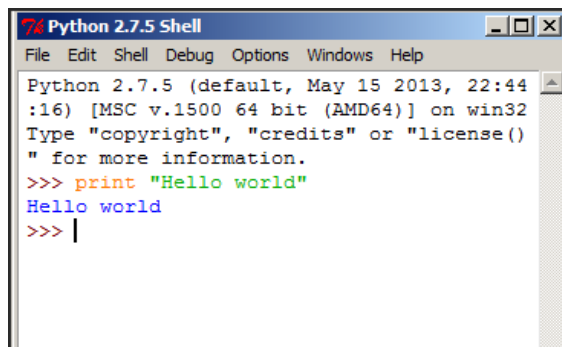 Python 2.7.5 Shell
File Edit Shell Debug Options Windows Help
Python 2.7.5 (default, May 15 2013, 22:44
:16) [MSC v.1500 64 bit (AMD64)] on win32
Type "copyright", "credits" or "license()
" for more information.
>>> print "Hello world"
Hello world
>>>